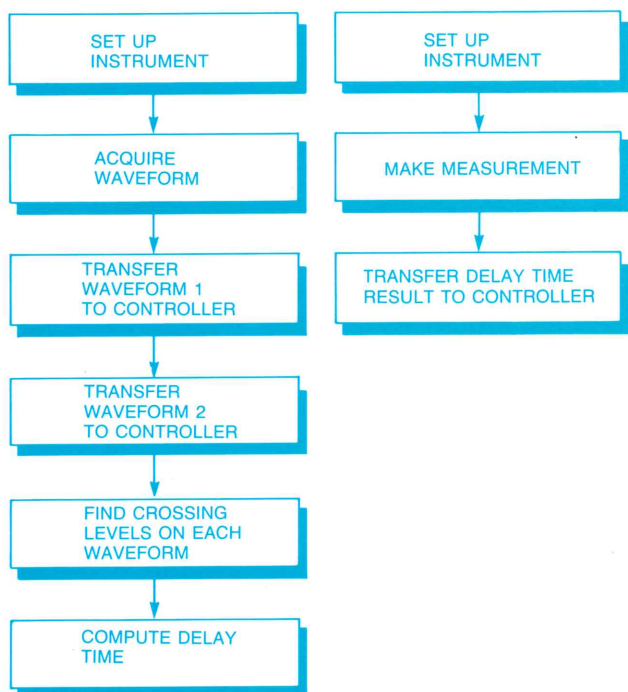 SET UP
INSTRUMENT
ACQUIRE
WAVEFORM
TRANSFER
WAVEFORM 1
TO CONTROLLER
TRANSFER
WAVEFORM 2
TO CONTROLLER
FIND CROSSING
LEVELS ON EACH
WAVEFORM
COMPUTE DELAY
TIME
SET UP
INSTRUMENT
MAKE MEASUREMENT
TRANSFER DELAY TIME
RESULT TO CONTROLLER